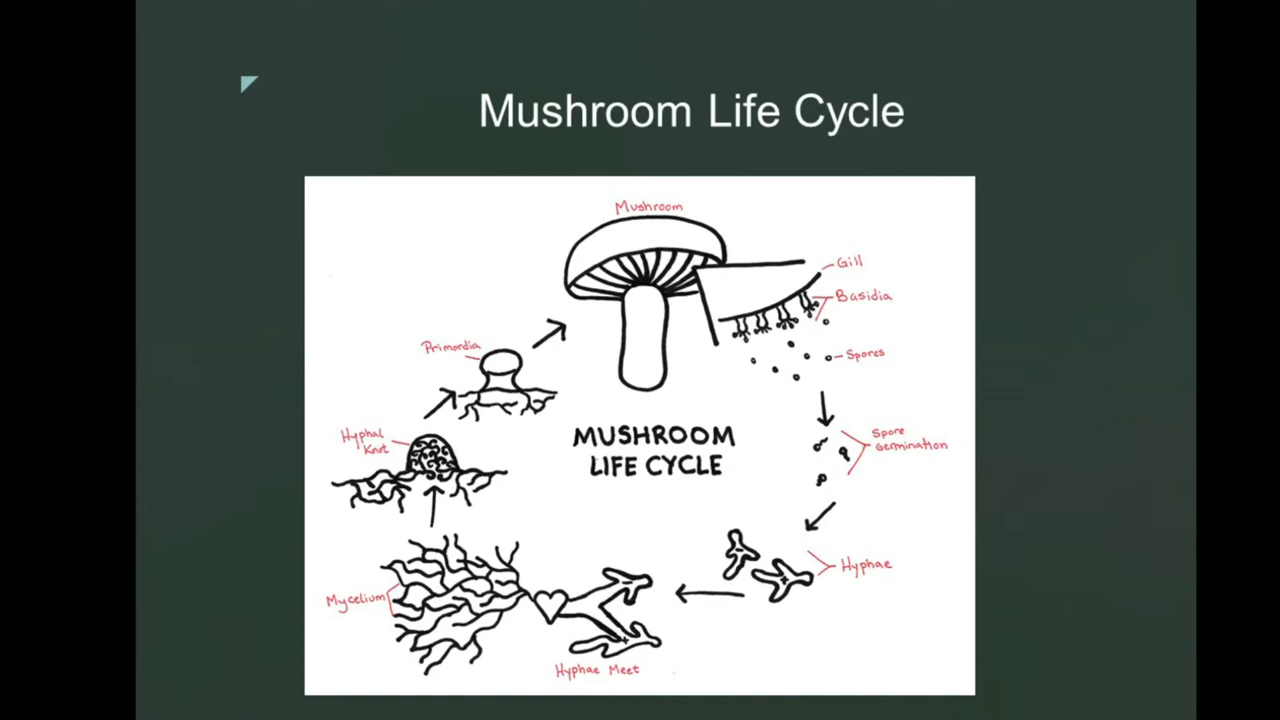 Mushroom Life Cycle
Mushroom
Gill
Basidia
Primordia
Spores
MUSHROOM
LIFE CYCLE
Hyphal
Knot
Spore
Germination
Hyphae
Mycelium
Hyphae Meet